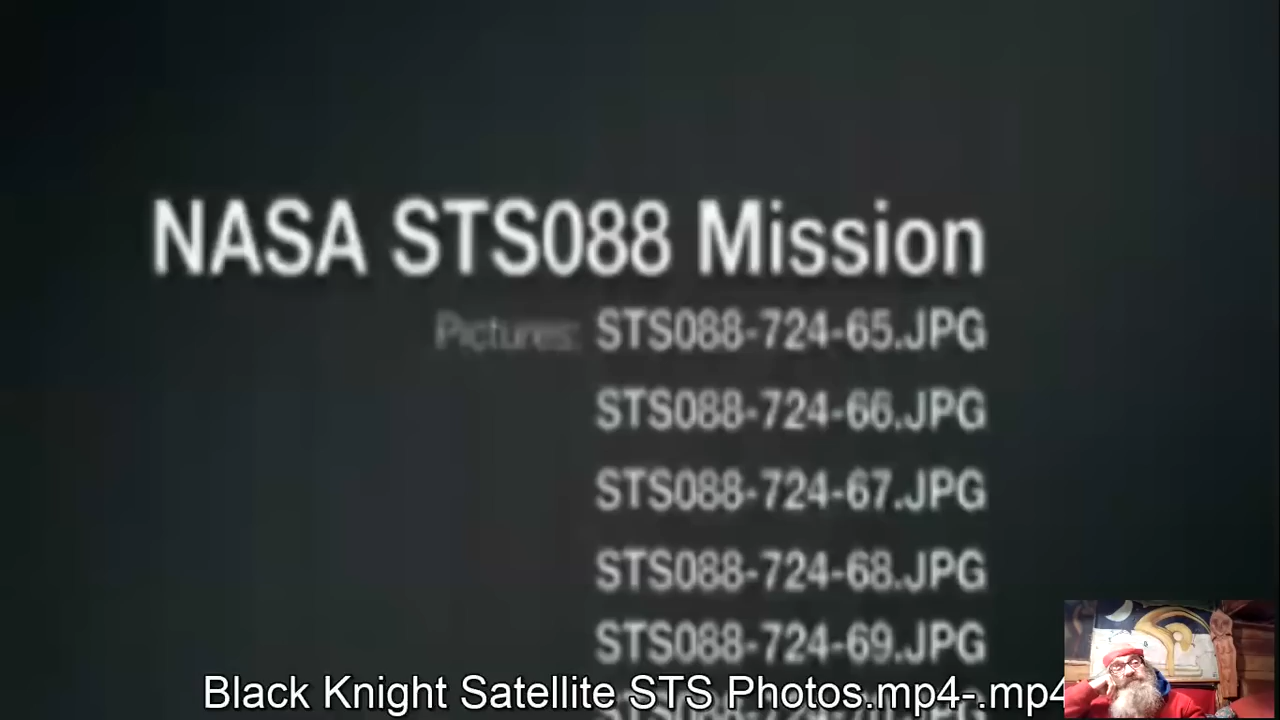 NASA STS088 Mission
Pictures: STS088-724-65.JPG
STS088-724-66.JPG
STS088-724-67.JPG
STS088-724-68.JPG
STS088-724-69.JPG
Black Knight Satellite STS Photos.mp4-.mp4